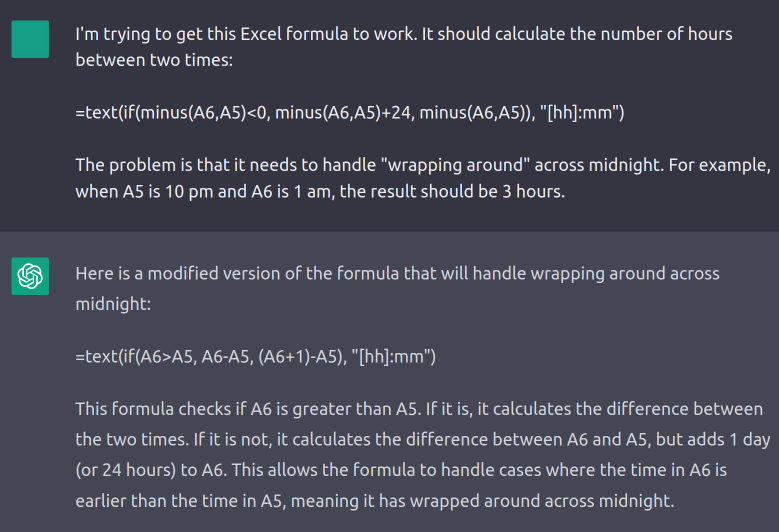 I'm trying to get this Excel formula to work. It should calculate the number of hours
between two times:
=text(if(minus(A6,A5)<0, minus(A6,A5)+24, minus(A6,A5)), "[hh]:mm")
The problem is that it needs to handle "wrapping around" across midnight. For example,
when A5 is 10 pm and A6 is 1 am, the result should be 3 hours.
Here is a modified version of the formula that will handle wrapping around across
midnight:
=text(if(A6>A5, A6-A5, (A6+1)-A5), "[hh]:mm")
This formula checks if A6 is greater than A5. If it is, it calculates the difference between
the two times. If it is not, it calculates the difference between A6 and A5, but adds 1 day
(or 24 hours) to A6. This allows the formula to handle cases where the time in A6 is
earlier than the time in A5, meaning it has wrapped around across midnight.